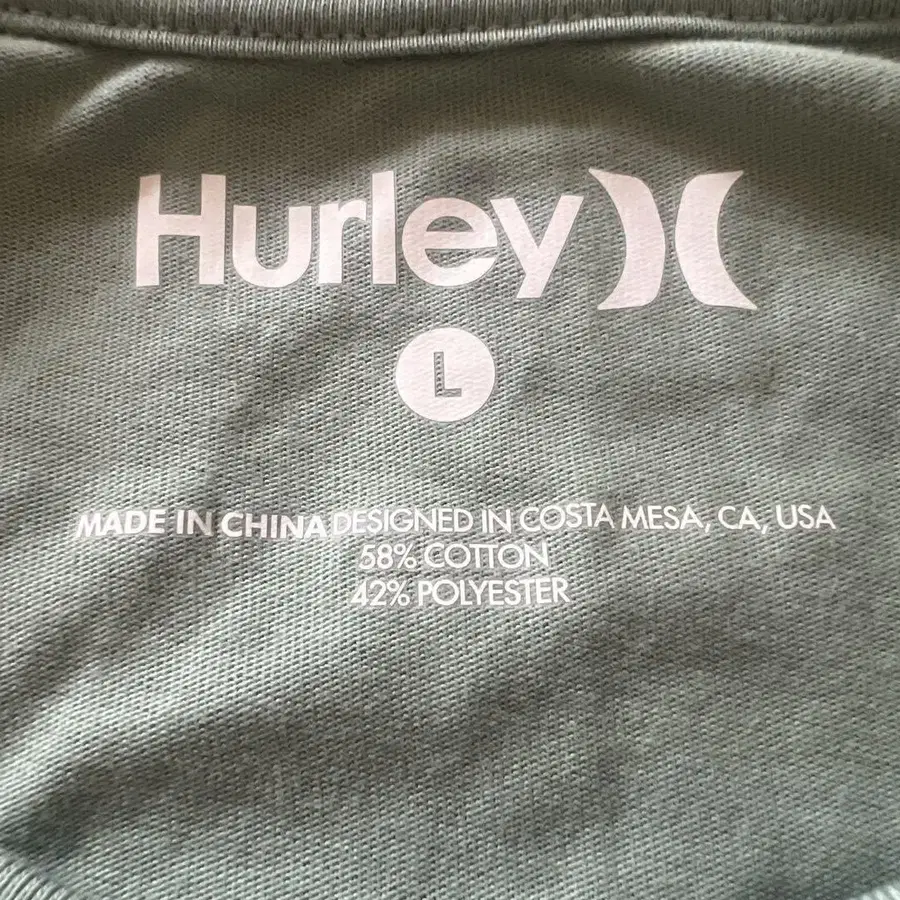 Hurley
L
MADE IN CHINA DESIGNED IN COSTA MESA, CA, USA
58% COTTON
42% POLYESTER